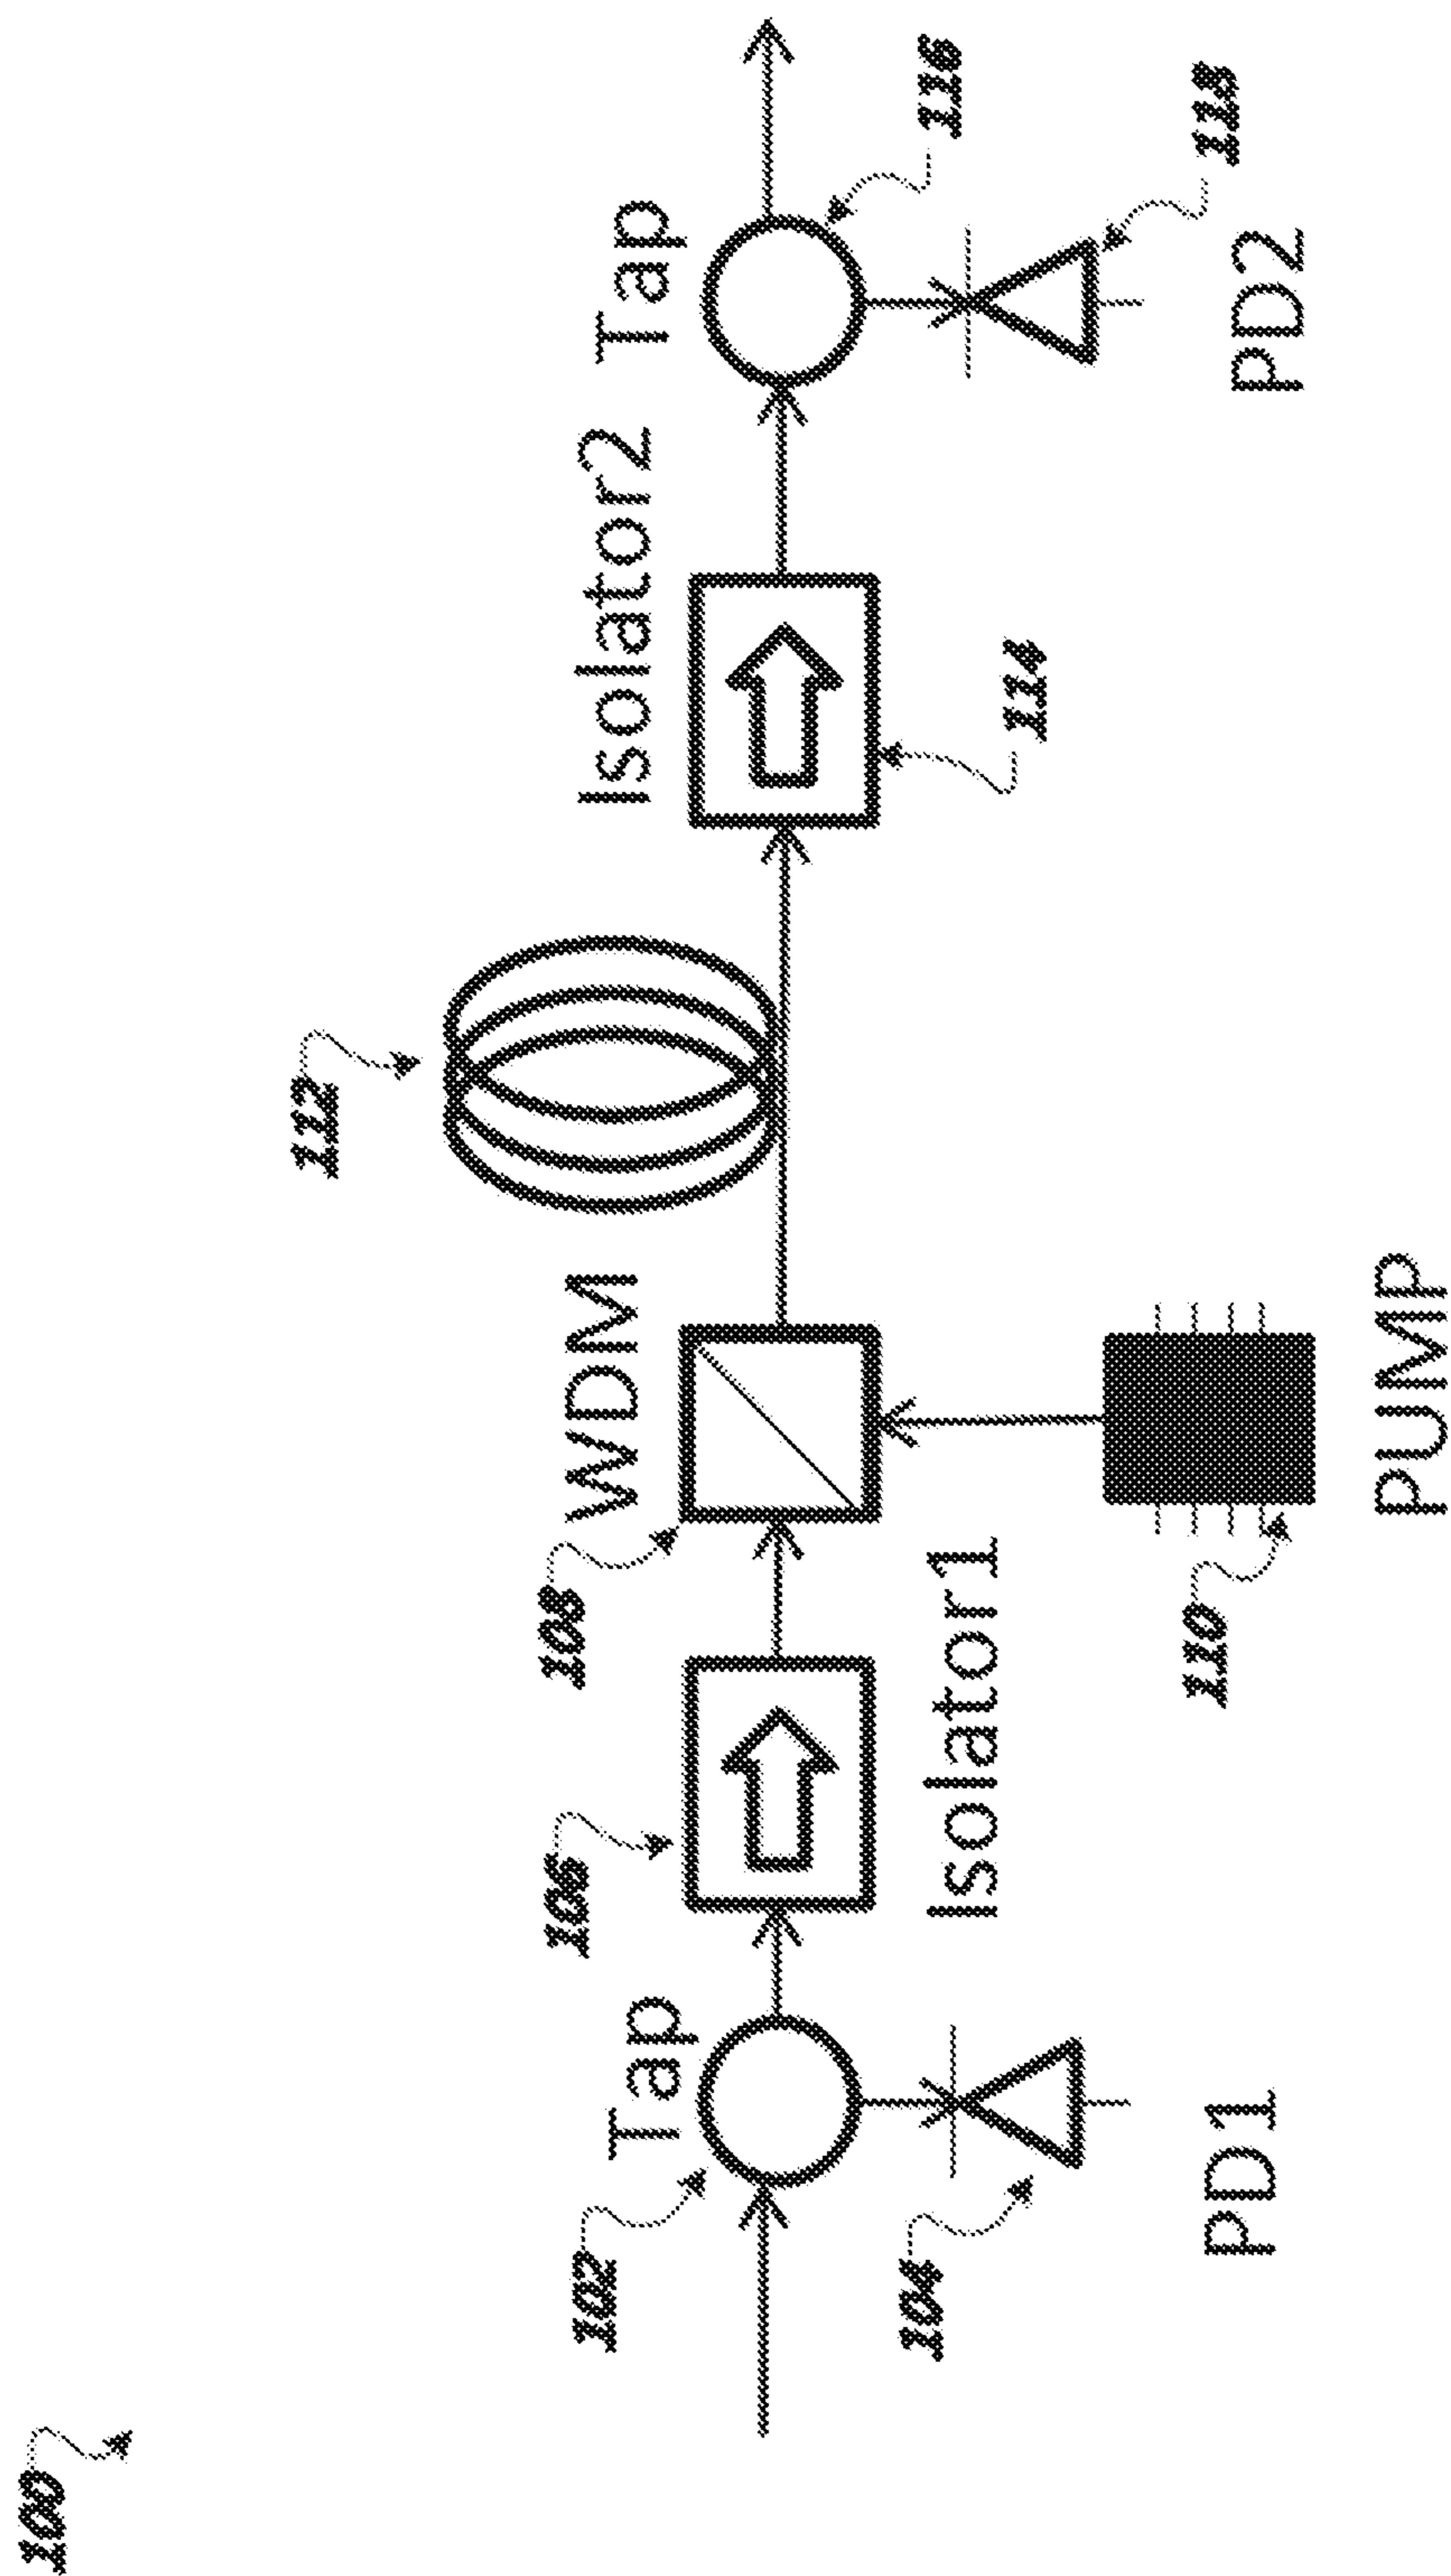 100
112
Tap
Isolator2
WDM
Tap
102
106
108
104
PD1
Isolator1
110
PUMP
114
116
118
PD2